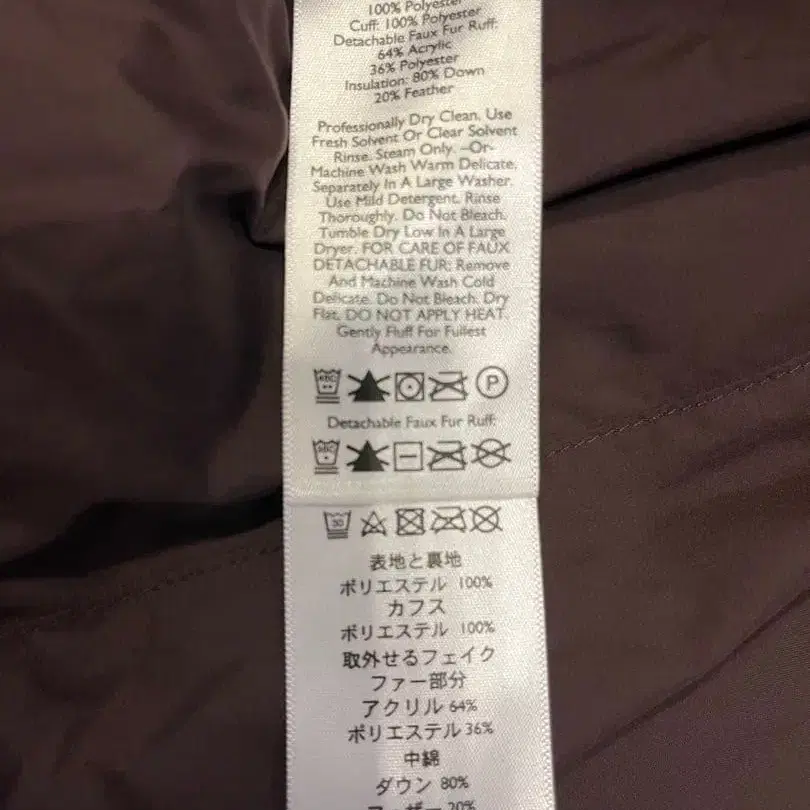 100% Polyester
Cuff: 100% Polyester
Detachable Faux Fur Ruff:
64% Acrylic
36% Polyester
Insulation: 80% Down
20% Feather
Professionally Dry Clean. Use
Fresh Solvent Or Clear Solvent
Rinse. Steam Only. –Or-
Machine Wash Warm Delicate.
Separately In A Large Washer.
Use Mild Detergent. Rinse
Thoroughly. Do Not Bleach.
Tumble Dry Low In A Large
Dryer. FOR CARE OF FAUX
DETACHABLE FUR: Remove
And Machine Wash Cold
Delicate. Do Not Bleach. Dry
Flat. DO NOT APPLY HEAT.
Gently Fluff For Fullest
Appearance.
ABC P
Detachable Faux Fur Ruff:
ABC
30
表地と裏地
ポリエステル 100%
カフス
ポリエステル 100%
取外せるフェイク
ファー部分
アクリル 64%
ポリエステル 36%
中綿
ダウン 80%
20%